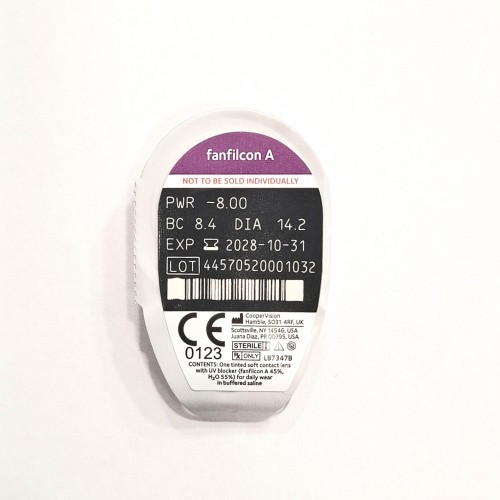 fanfilcon A
NOT TO BE SOLD INDIVIDUALLY
PWR -8.00
BC 8.4 DIA 14.2
EXP 2028-10-31
LOT 44570520001032
CE
0123
CooperVision
Hamble, SO31 4RF, UK
Scottsville, NY 14546, USA
Juana Diaz, PR 00795, USA
STERILE
Rx ONLY LB7347B
CONTENTS: One tinted soft contact lens
with UV blocker (fanfilcon A 45%,
H₂O 55%) for daily wear
in buffered saline